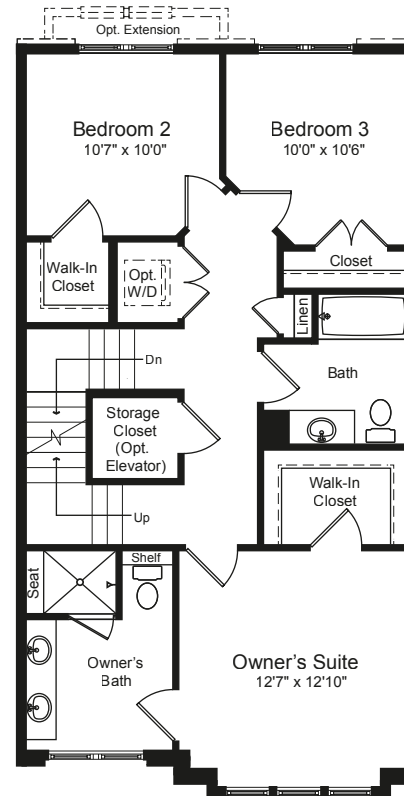 Opt. Extension
Bedroom 2
10'7" x 10'0"
Bedroom 3
10'0" x 10'6"
Walk-In
Closet
Opt.
W/D
Closet
Linen
Dn
Bath
Storage
Closet
(Opt.
Elevator)
Walk-In
Closet
Up
Shelf
Seat
Owner's
Bath
Owner's Suite
12'7" x 12'10"